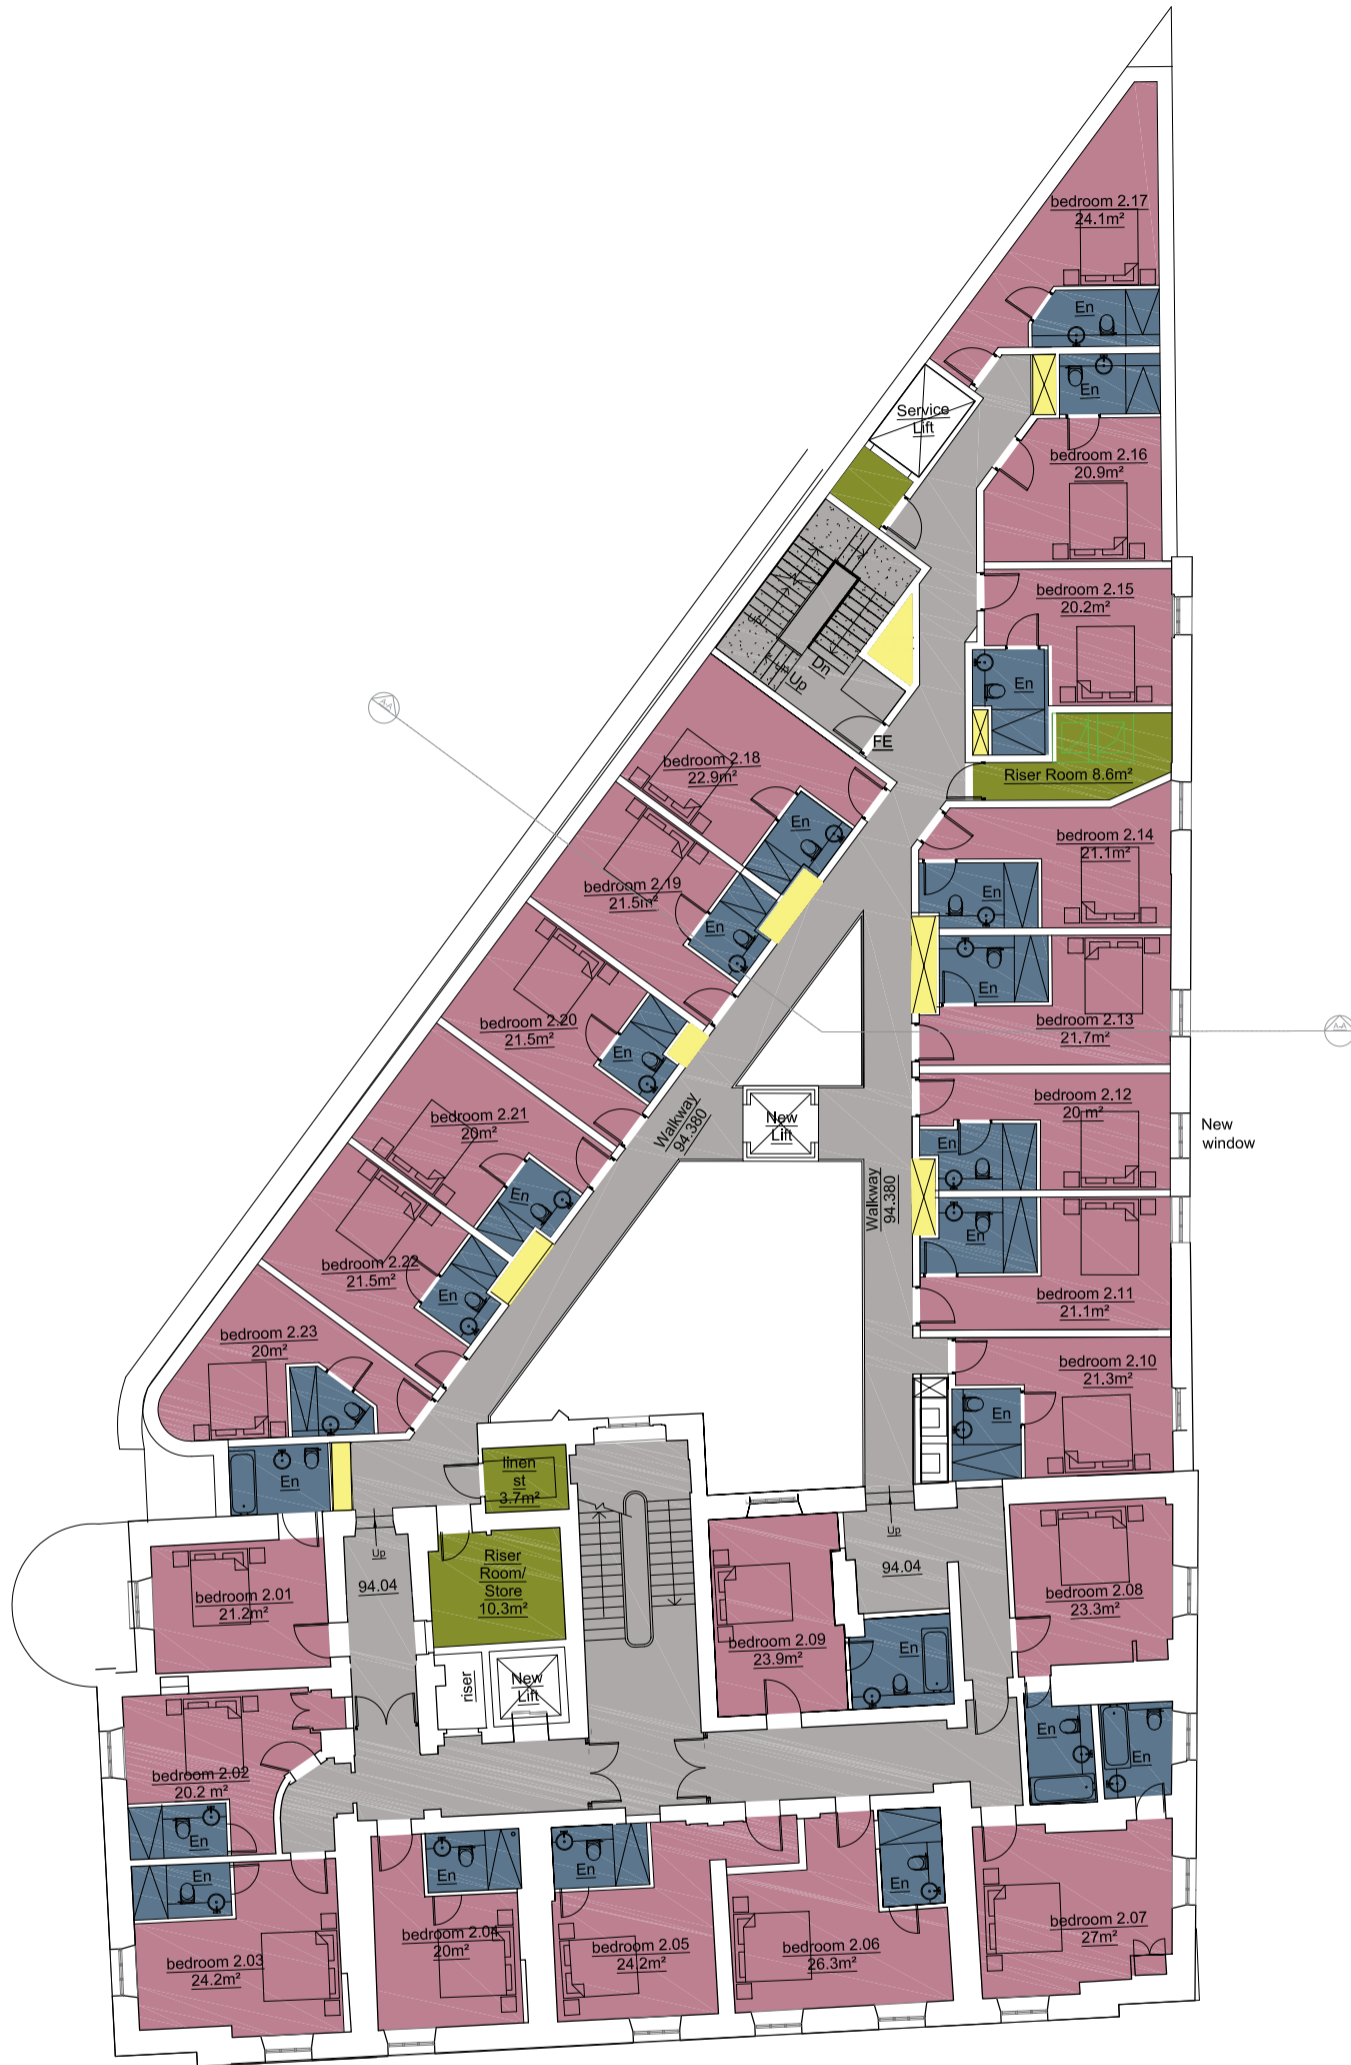 bedroom 2.17
24.1m²
En
En
Service
Lift
bedroom 2.16
20.9m²
bedroom 2.15
20.2m²
En
up
up
Up
Dn
FE
Riser Room 8.6m²
A-A
bedroom 2.18
22.9m²
En
bedroom 2.14
21.1m²
En
bedroom 2.19
21.5m²
En
En
bedroom 2.13
21.7m²
A-A
bedroom 2.20
21.5m²
En
bedroom 2.12
20 m²
En
New
window
New
Lift
Walkway
94.380
Walkway
94.380
bedroom 2.21
20m²
En
En
bedroom 2.22
21.5m²
En
bedroom 2.11
21.1m²
bedroom 2.23
20m²
bedroom 2.10
21.3m²
En
En
linen
st
3.7m²
Up
94.04
Riser
Room/
Store
10.3m²
Up
94.04
bedroom 2.01
21.2m²
bedroom 2.08
23.3m²
bedroom 2.09
23.9m²
En
riser
New
Lift
En
En
bedroom 2.02
20.2 m²
En
En
En
En
bedroom 2.03
24.2m²
bedroom 2.04
20m²
bedroom 2.05
24.2m²
bedroom 2.06
26.3m²
bedroom 2.07
27m²